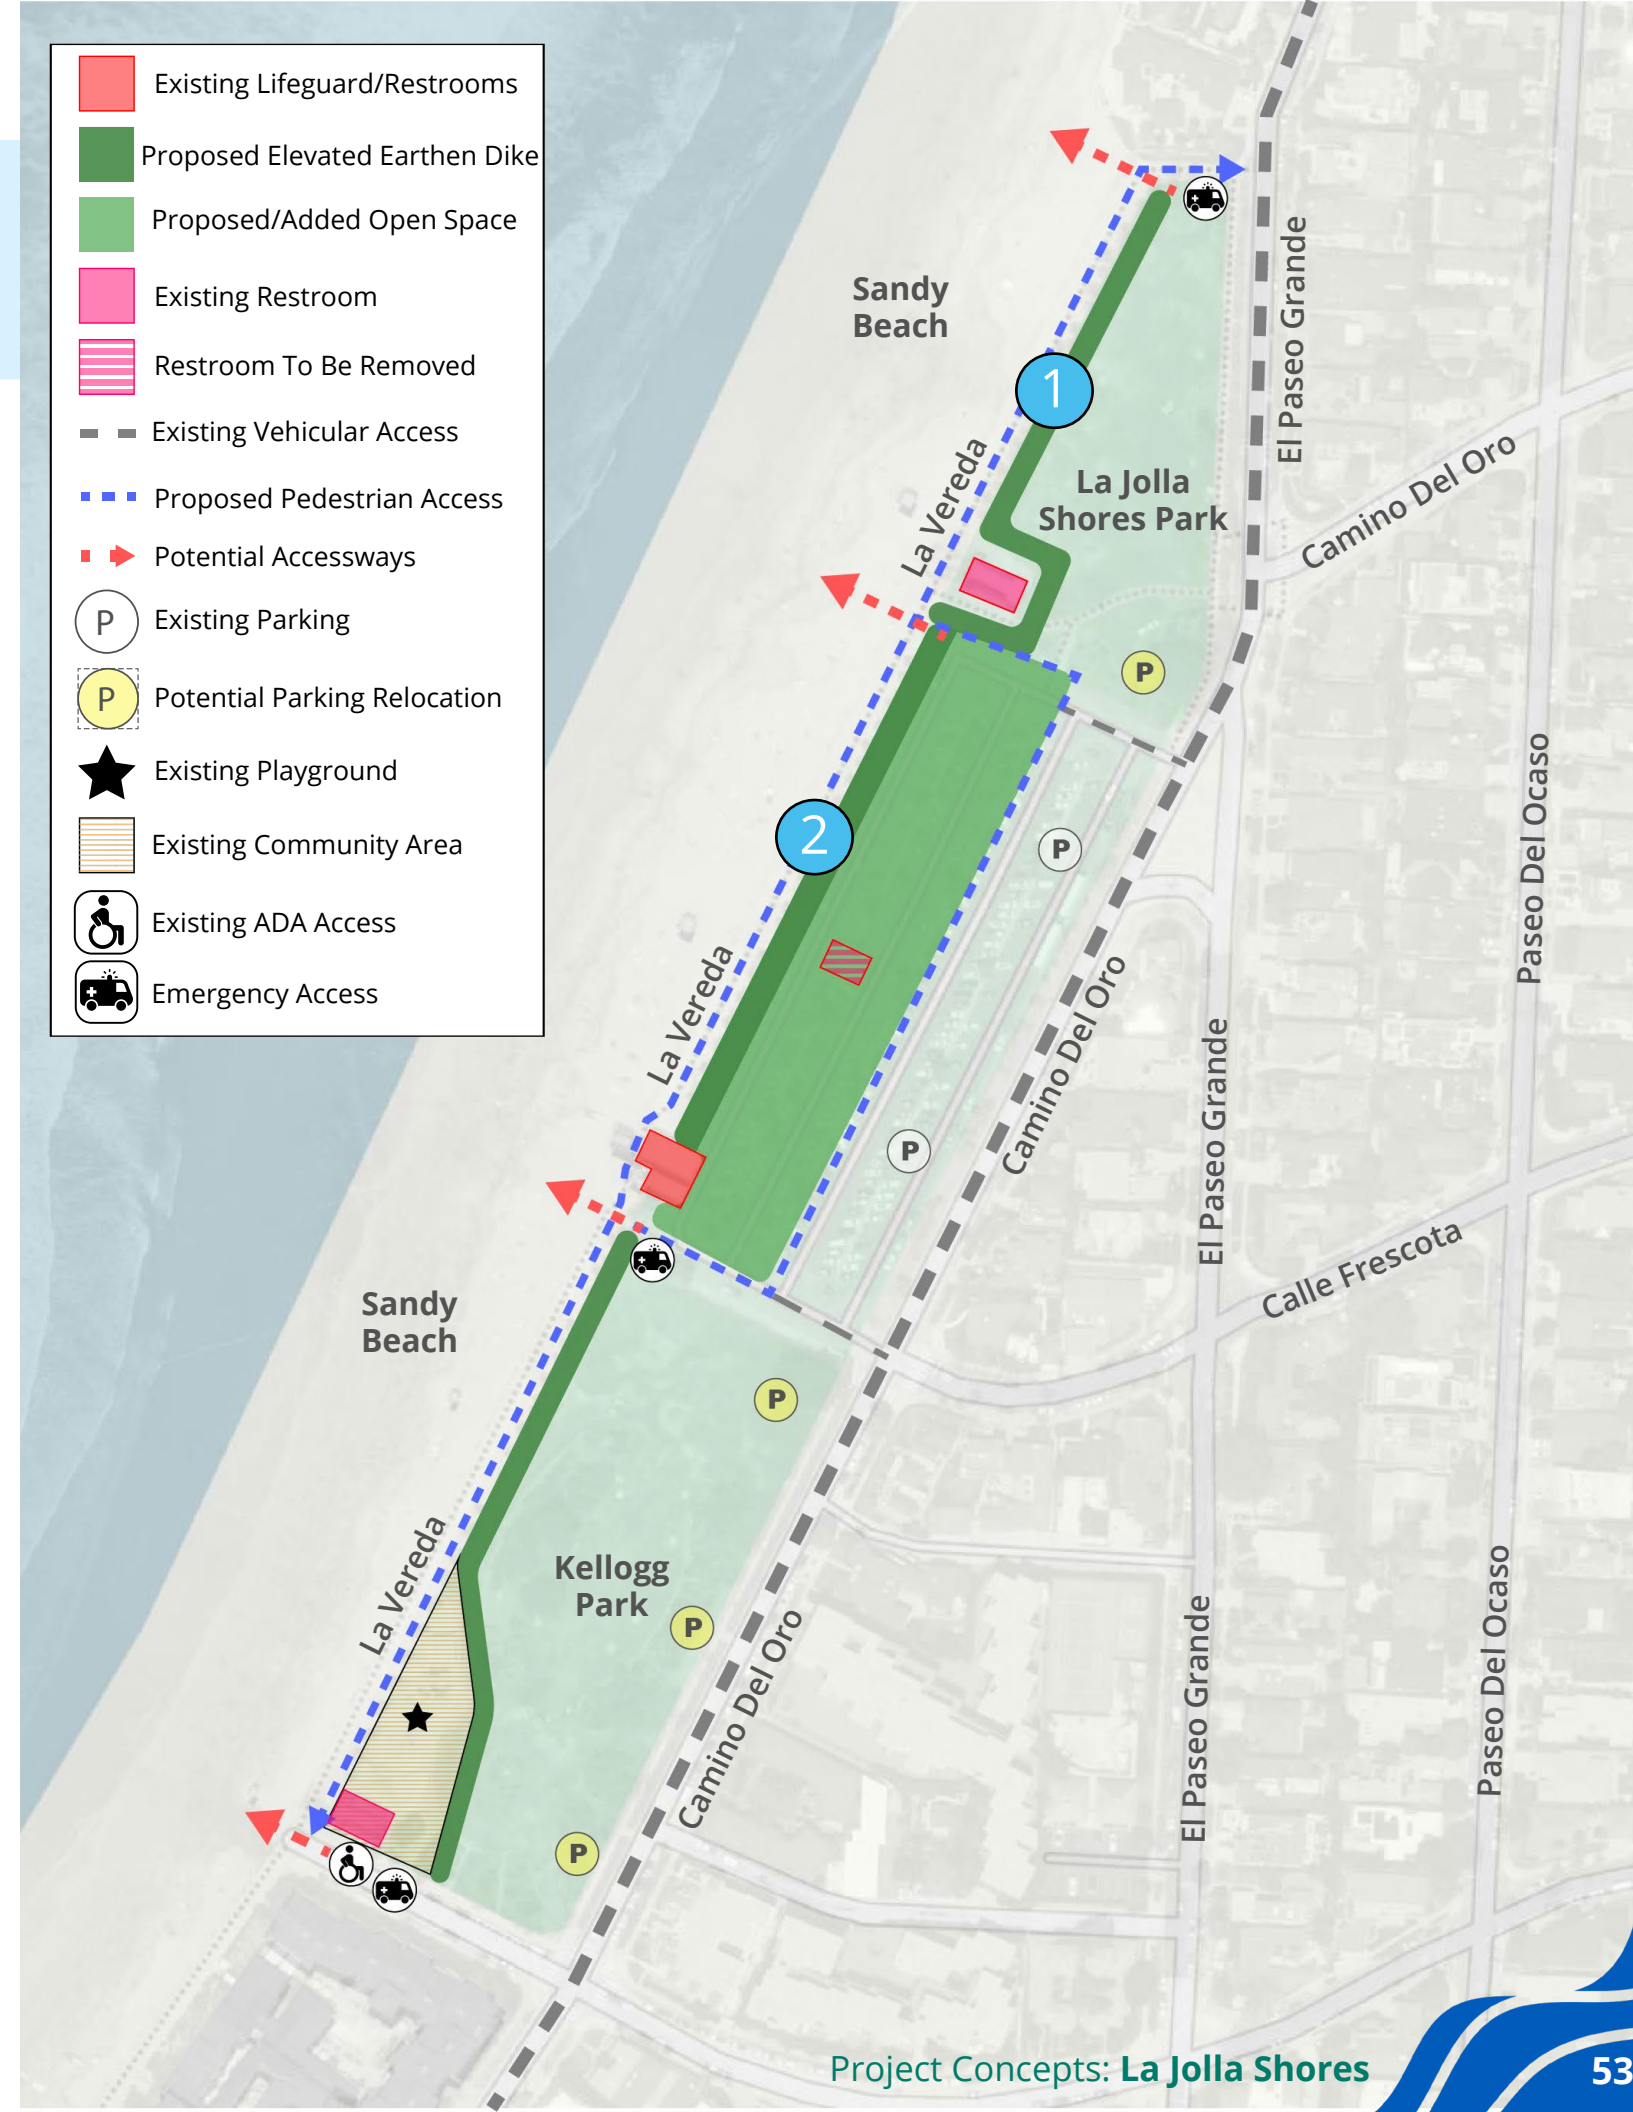 Existing Lifeguard/Restrooms
Proposed Elevated Earthen Dike
Proposed/Added Open Space
Existing Restroom
Restroom To Be Removed
Existing Vehicular Access
Proposed Pedestrian Access
Potential Accessways
P
Existing Parking
P
Potential Parking Relocation
Existing Playground
Existing Community Area
Existing ADA Access
Emergency Access
Sandy
Beach
El Paseo Grande
1
La Vereda
La Jolla
Shores Park
Camino Del Oro
P
2
P
Paseo Del Ocaso
La Vereda
Camino Del Oro
P
El Paseo Grande
Calle Frescota
Sandy
Beach
P
La Vereda
Kellogg
Park
P
Camino Del Oro
El Paseo Grande
Paseo Del Ocaso
P
Project Concepts: La Jolla Shores
53